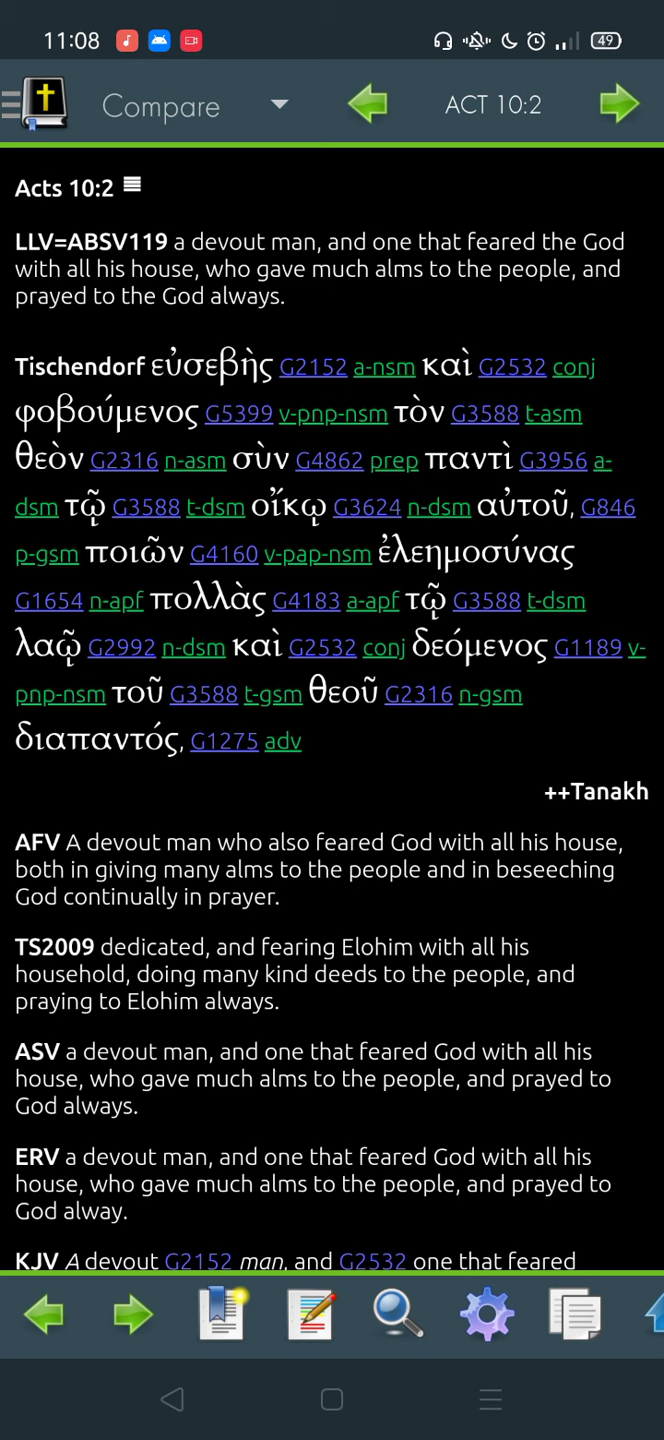 11:08
49
Compare
ACT 10:2
Acts 10:2
LLV=ABSV119 a devout man, and one that feared the God
with all his house, who gave much alms to the people, and
prayed to the God always.
Tischendorf εὐσεβὴς G2152 a-nsm καὶ G2532 conj
φοβούμενος G5399 v-pnp-nsm τὸν G3588 t-asm
θεὸν G2316 n-asm σὺν G4862 prep παντὶ G3956 a-
dsm τῷ G3588 t-dsm οἴκῳ G3624 n-dsm αὐτοῦ, G846
p-gsm ποιῶν G4160 v-pap-nsm ἐλεημοσύνας
G1654 n-apf πολλὰς G4183 a-apf τῷ G3588 t-dsm
λαῷ G2992 n-dsm καὶ G2532 conj δεόμενος G1189 v-
pnp-nsm τοῦ G3588 t-gsm θεοῦ G2316 n-gsm
διαπαντός, G1275 adv
++Tanakh
AFV A devout man who also feared God with all his house,
both in giving many alms to the people and in beseeching
God continually in prayer.
TS2009 dedicated, and fearing Elohim with all his
household, doing many kind deeds to the people, and
praying to Elohim always.
ASV a devout man, and one that feared God with all his
house, who gave much alms to the people, and prayed to
God always.
ERV a devout man, and one that feared God with all his
house, who gave much alms to the people, and prayed to
God alway.
KJV A devout G2152 man, and G2532 one that feared